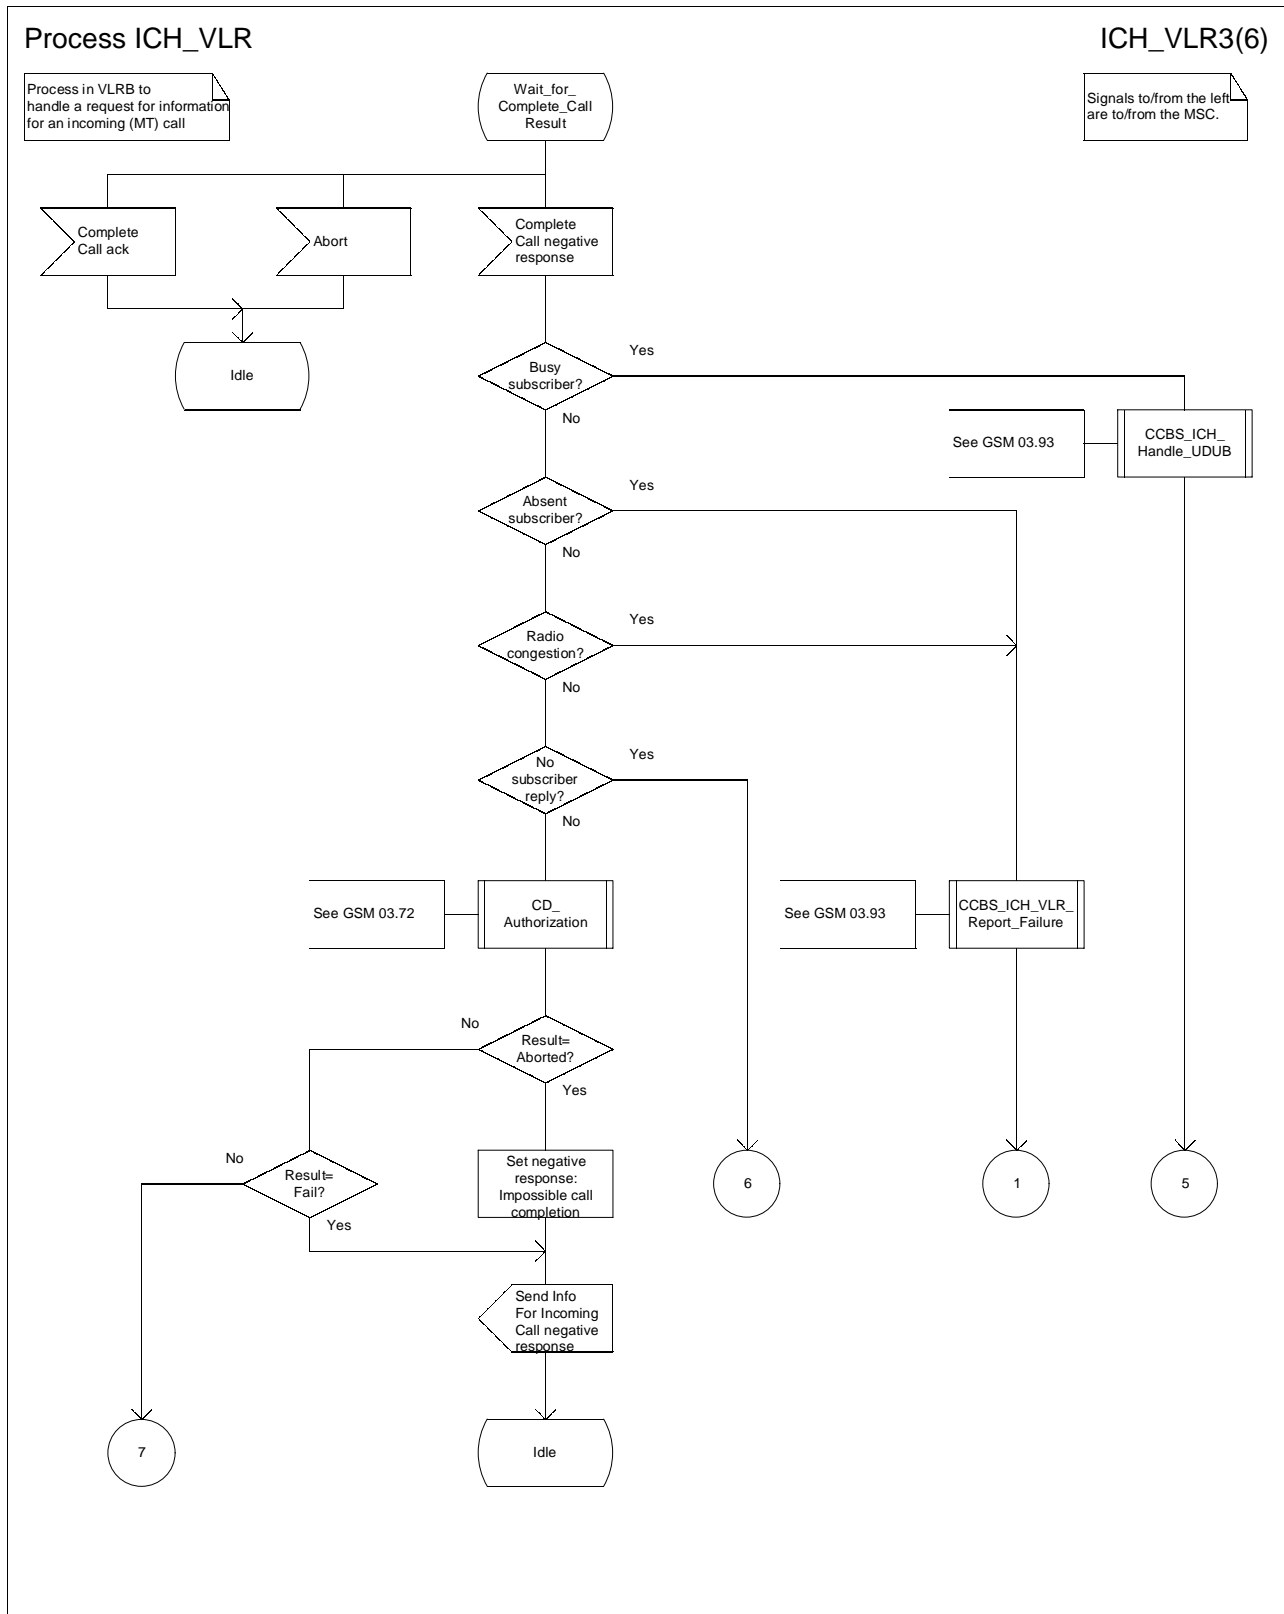 Process ICH_VLR
ICH_VLR3(6)
Process in VLRB to
handle a request for information
for an incoming (MT) call
Wait_for_
Complete_Call
Result
Signals to/from the left
are to/from the MSC.
Complete
Call ack
Abort
Complete
Call negative
response
Idle
Busy
subscriber?
Yes
No
See GSM 03.93
CCBS_ICH_
Handle_UDUB
Absent
subscriber?
Yes
No
Radio
congestion?
Yes
No
No
subscriber
reply?
Yes
No
See GSM 03.72
CD_
Authorization
See GSM 03.93
CCBS_ICH_VLR_
Report_Failure
No
Result=
Aborted?
Yes
No
Result=
Fail?
Yes
Set negative
response:
Impossible call
completion
6
1
5
Send Info
For Incoming
Call negative
response
7
Idle